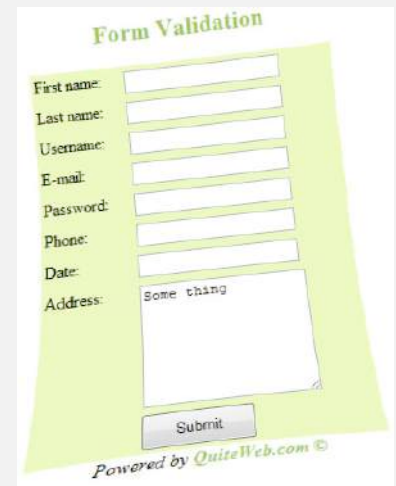 Form Validation
First name:
Last name:
Username:
E-mail:
Password:
Phone:
Date:
Address:
Some thing
Submit
Powered by QuiteWeb.com ©